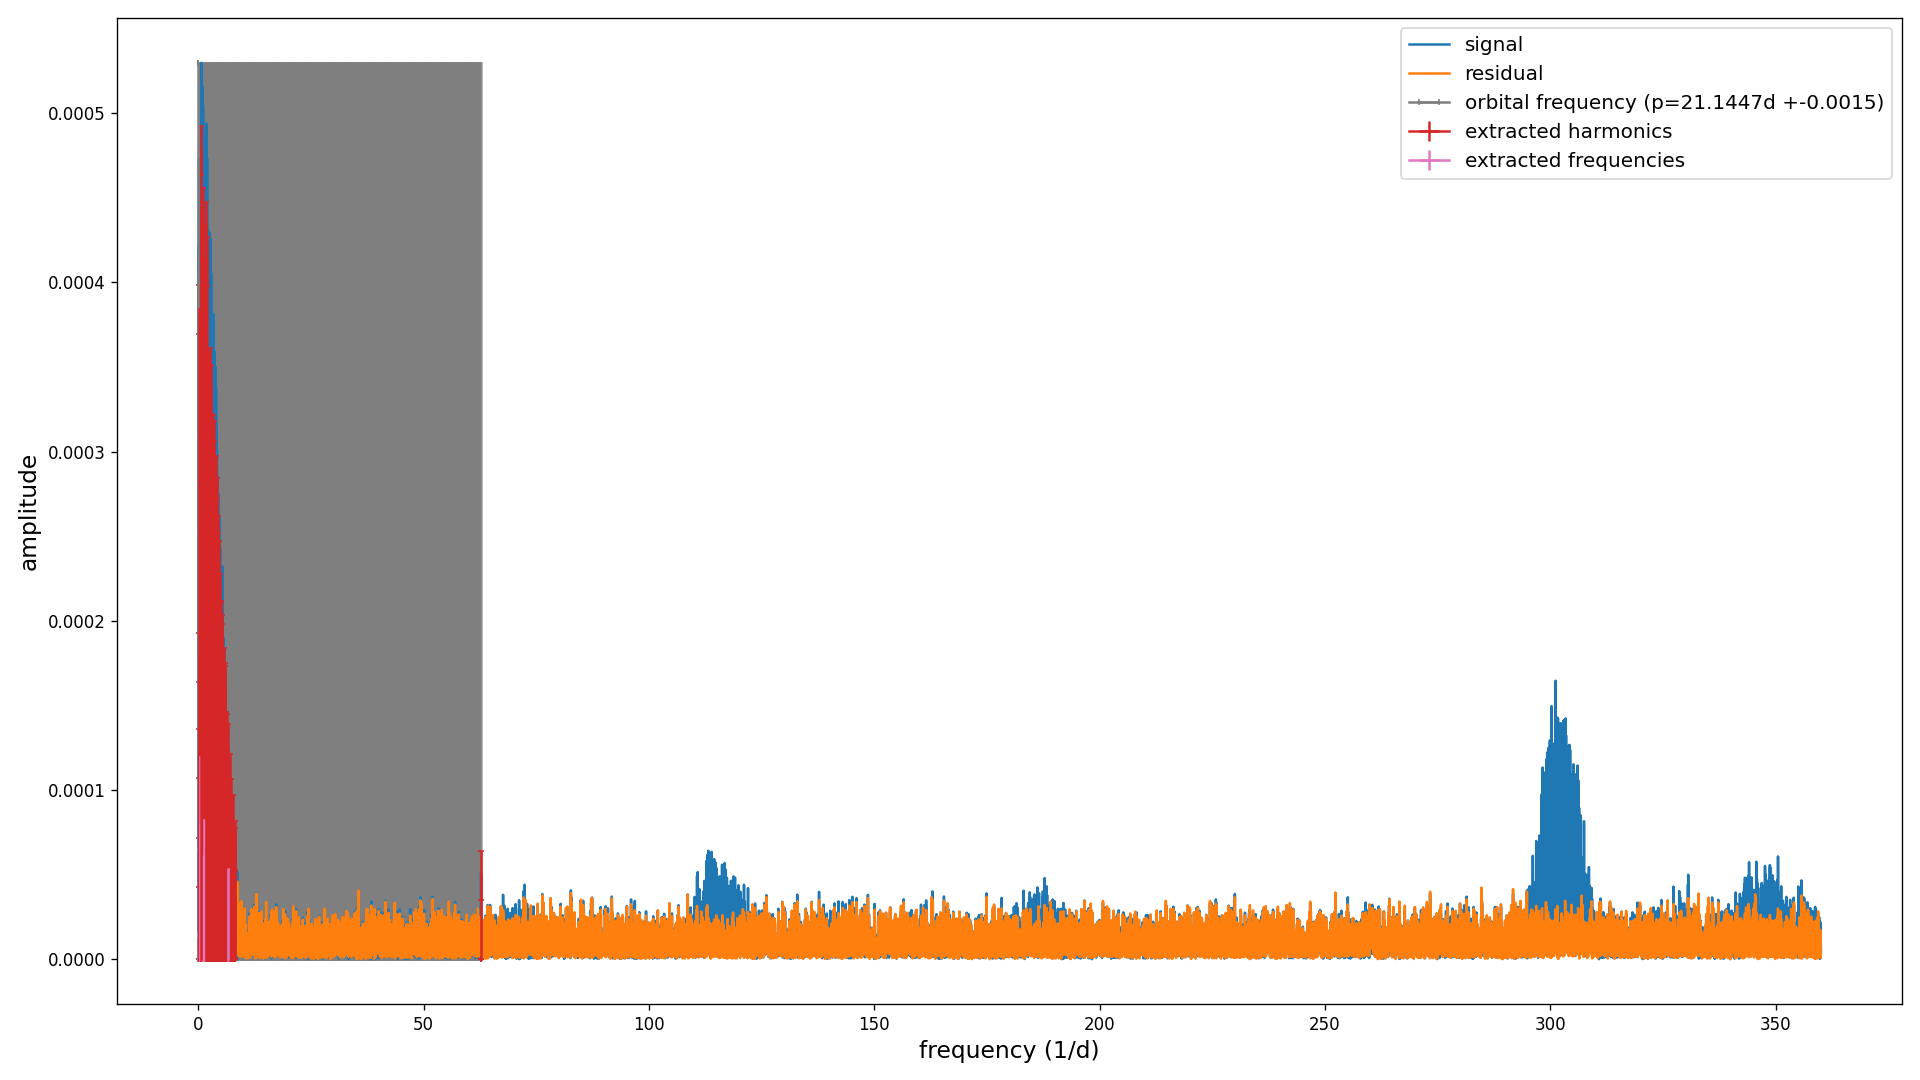 signal
residual
orbital frequency (p=21.1447d +-0.0015)
extracted harmonics
extracted frequencies
0.0005
0.0004
0.0003
0.0002
0.0001
0.0000
amplitude
0 50 100 150 200 250 300 350
frequency (1/d)